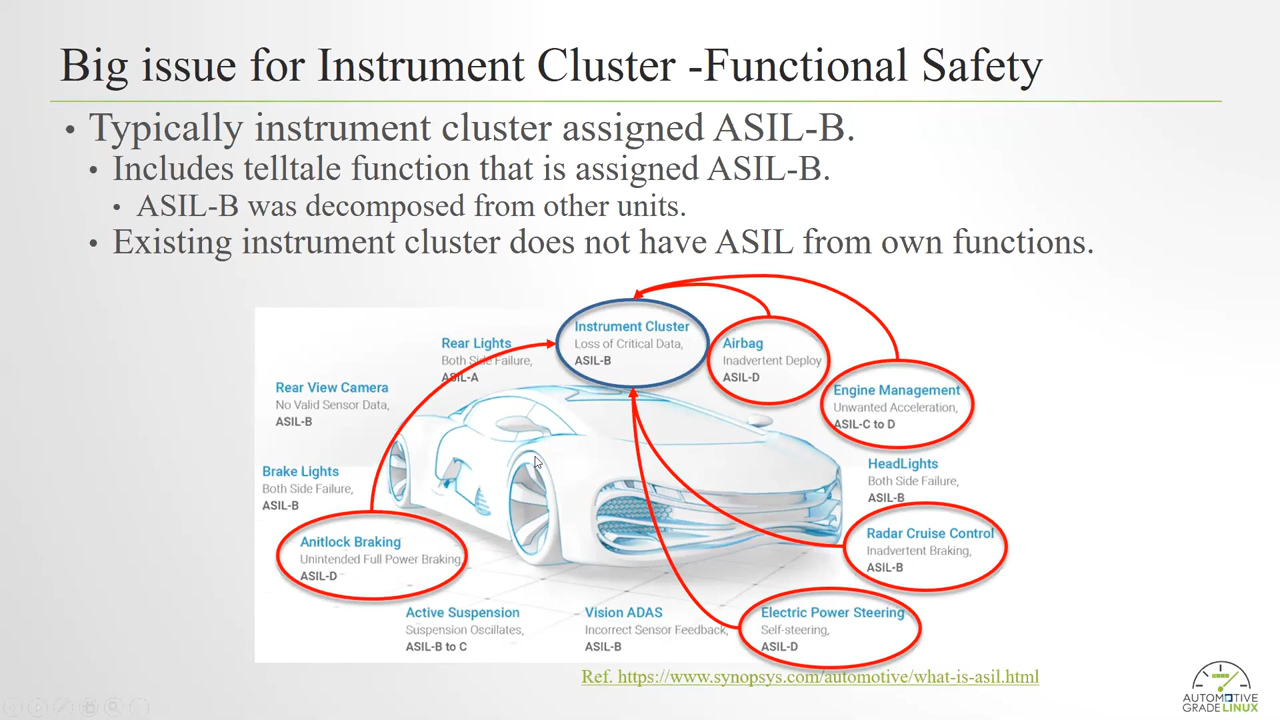 Big issue for Instrument Cluster -Functional Safety
• Typically instrument cluster assigned ASIL-B.
• Includes telltale function that is assigned ASIL-B.
• ASIL-B was decomposed from other units.
• Existing instrument cluster does not have ASIL from own functions.
Instrument Cluster
Loss of Critical Data,
ASIL-B
Airbag
Inadvertent Deploy
ASIL-D
Rear Lights
Both Side Failure,
ASIL-A
Rear View Camera
No Valid Sensor Data,
ASIL-B
Engine Management
Unwanted Acceleration,
ASIL-C to D
Brake Lights
Both Side Failure,
ASIL-B
HeadLights
Both Side Failure,
ASIL-B
Anitlock Braking
Unintended Full Power Braking
ASIL-D
Radar Cruise Control
Inadvertent Braking,
ASIL-B
Active Suspension
Suspension Oscillates,
ASIL-B to C
Vision ADAS
Incorrect Sensor Feedback,
ASIL-B
Electric Power Steering
Self-steering,
ASIL-D
Ref. https://www.synopsys.com/automotive/what-is-asil.html
AUTOMOTIVE
GRADE LINUX